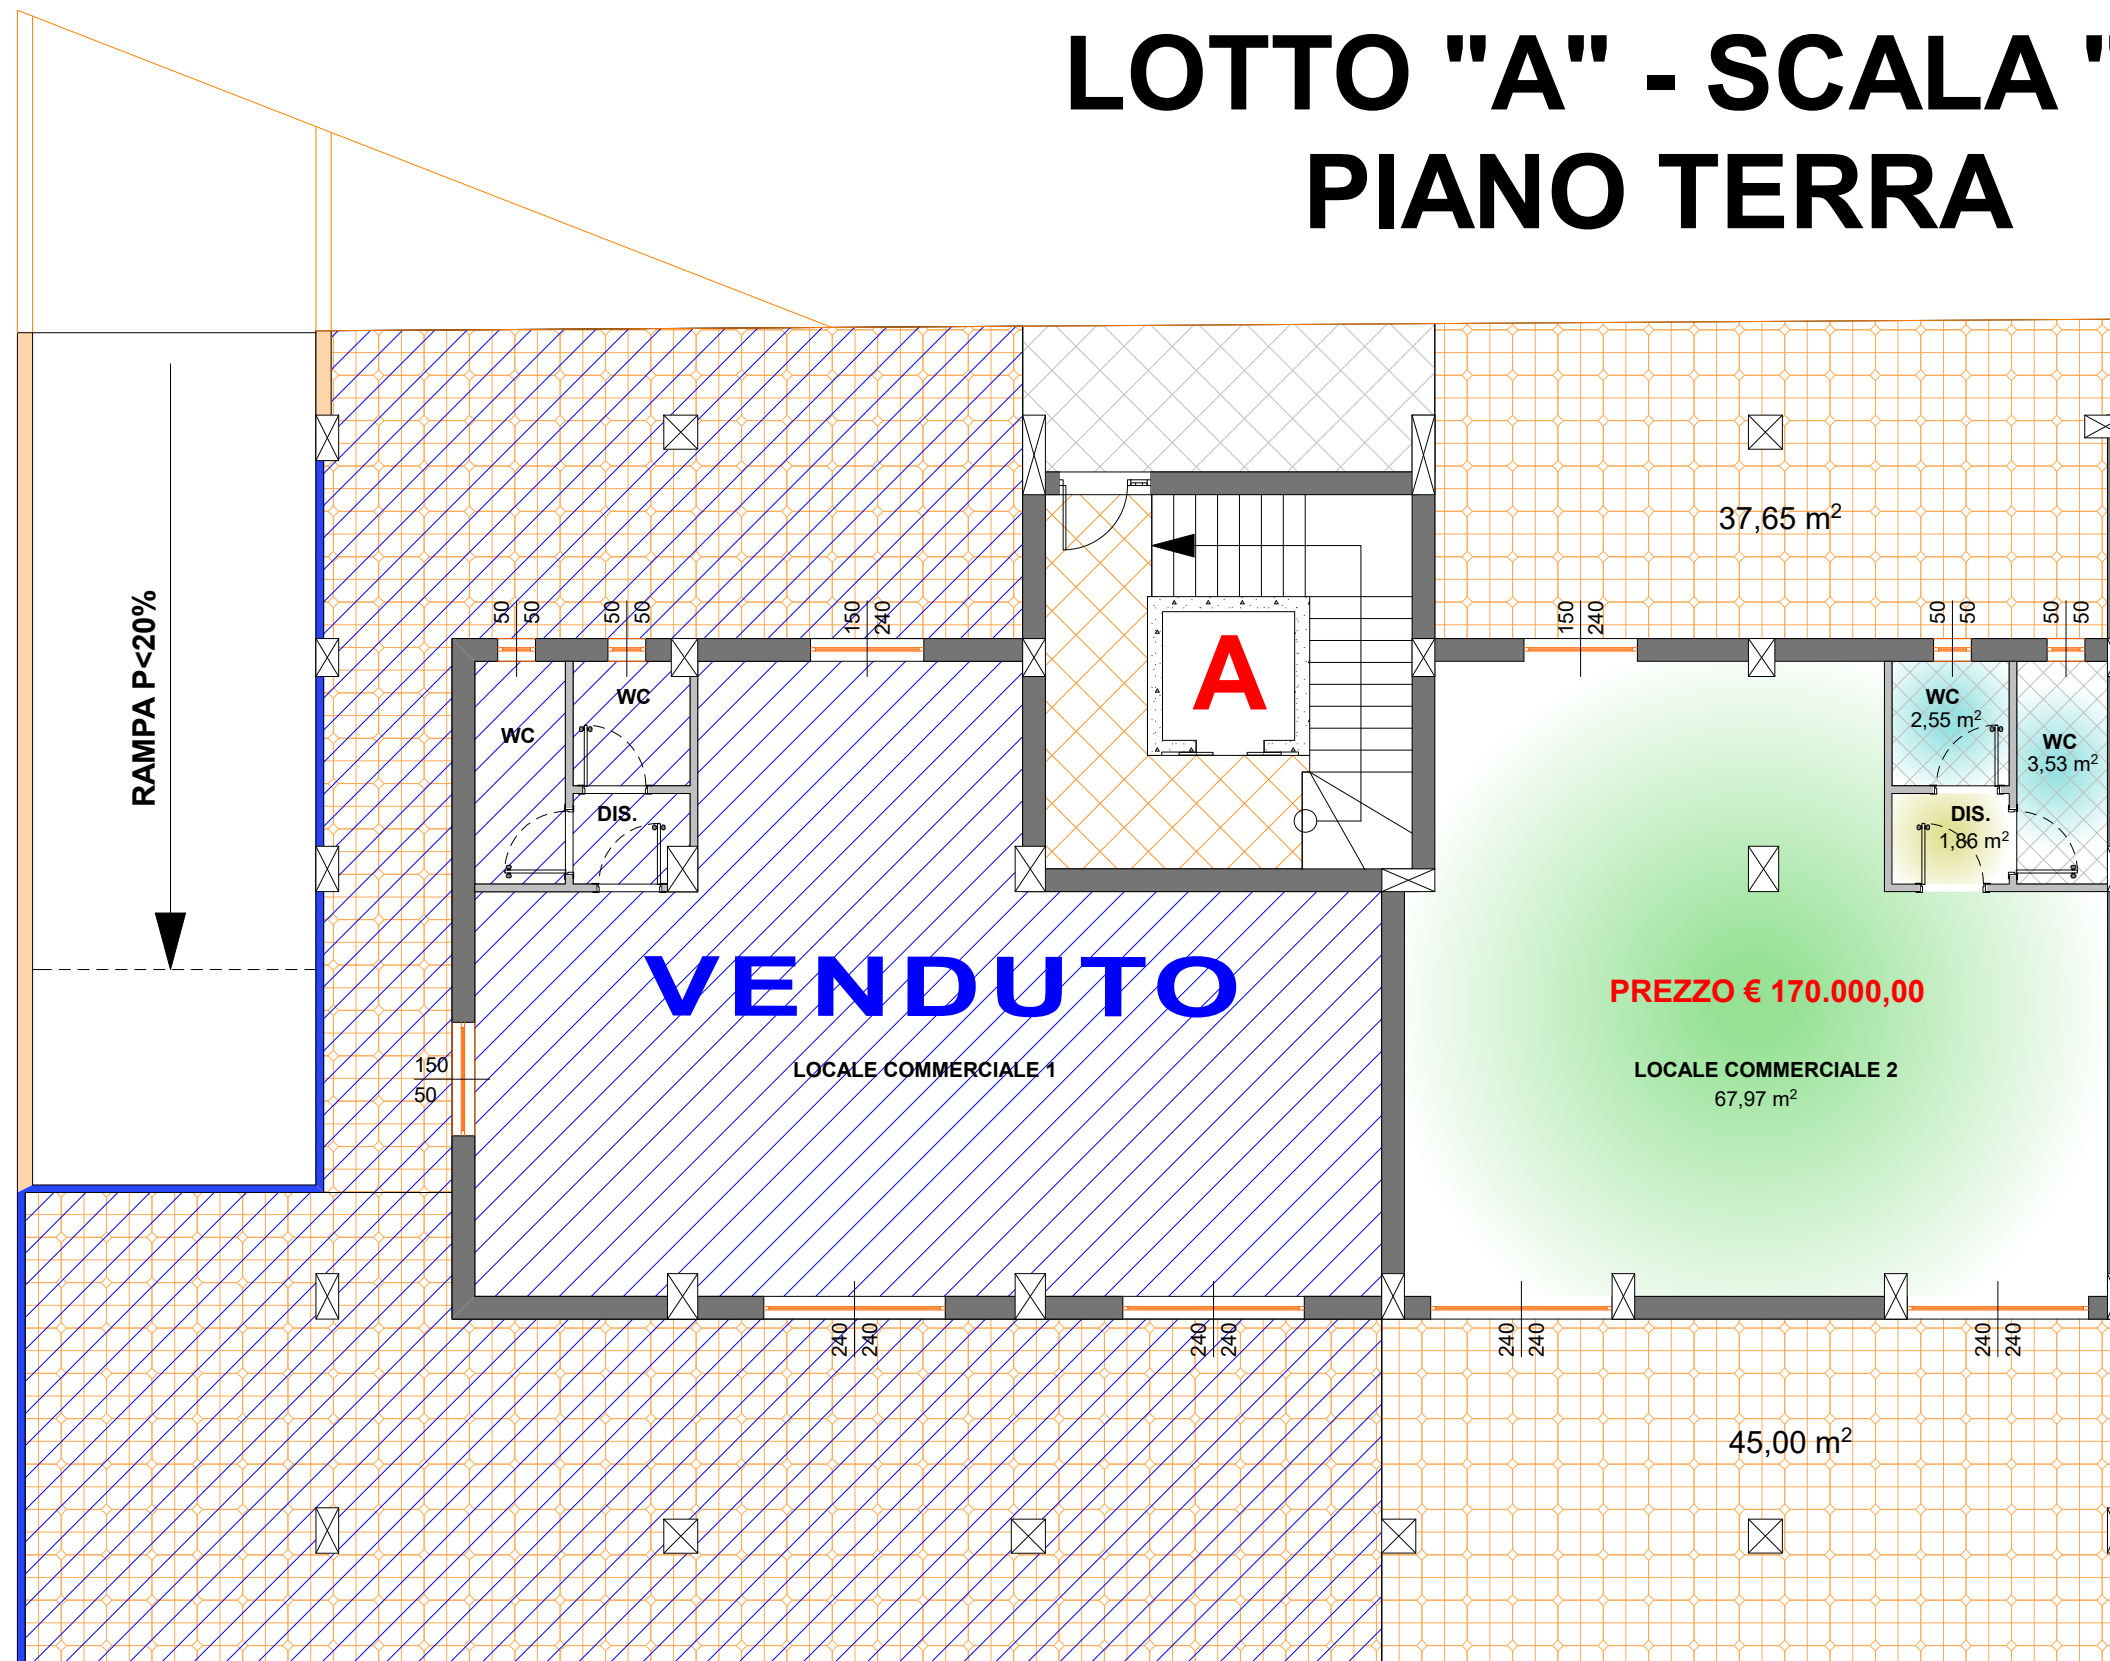 LOTTO "A" - SCALA "
PIANO TERRA
37,65 m²
RAMPA P<20%
50
50
50
50
150
240
150
240
50
50
50
50
A
WC
WC
DIS.
WC
2,55 m²
WC
3,53 m²
DIS.
1,86 m²
VENDUTO
PREZZO € 170.000,00
150
50
LOCALE COMMERCIALE 1
LOCALE COMMERCIALE 2
67,97 m²
240
240
240
240
240
240
240
240
45,00 m²